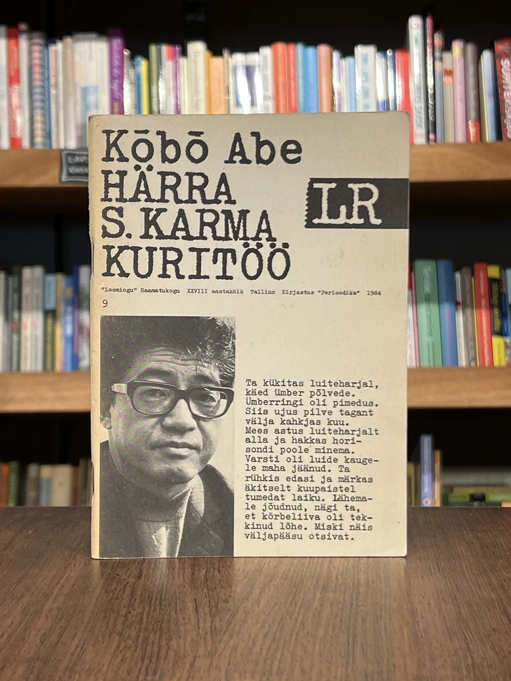 Kōbō Abe
HÄRRA
S. KARMA
KURITÖÖ
LR
"Loomingu" Raamatukogu XXVIII aastakäik Tallinn Kirjastus "Perioodika" 1984
9
Ta kükitas luiteharjal,
käed ümber põlvede.
Ümberringi oli pimedus.
Siis ujus pilve tagant
välja kahkjas kuu.
Mees astus luiteharjalt
alla ja hakkas hori-
sondi poole minema.
Varsti oli luide kauge-
le maha jäänud. Ta
rühkis edasi ja märkas
äkitselt kuupaistel
tumedat laiku. Lähema-
le jõudnud, nägi ta,
et kõrbeliiva oli tek-
kinud lõhe. Miski näis
väljapääsu otsivat.